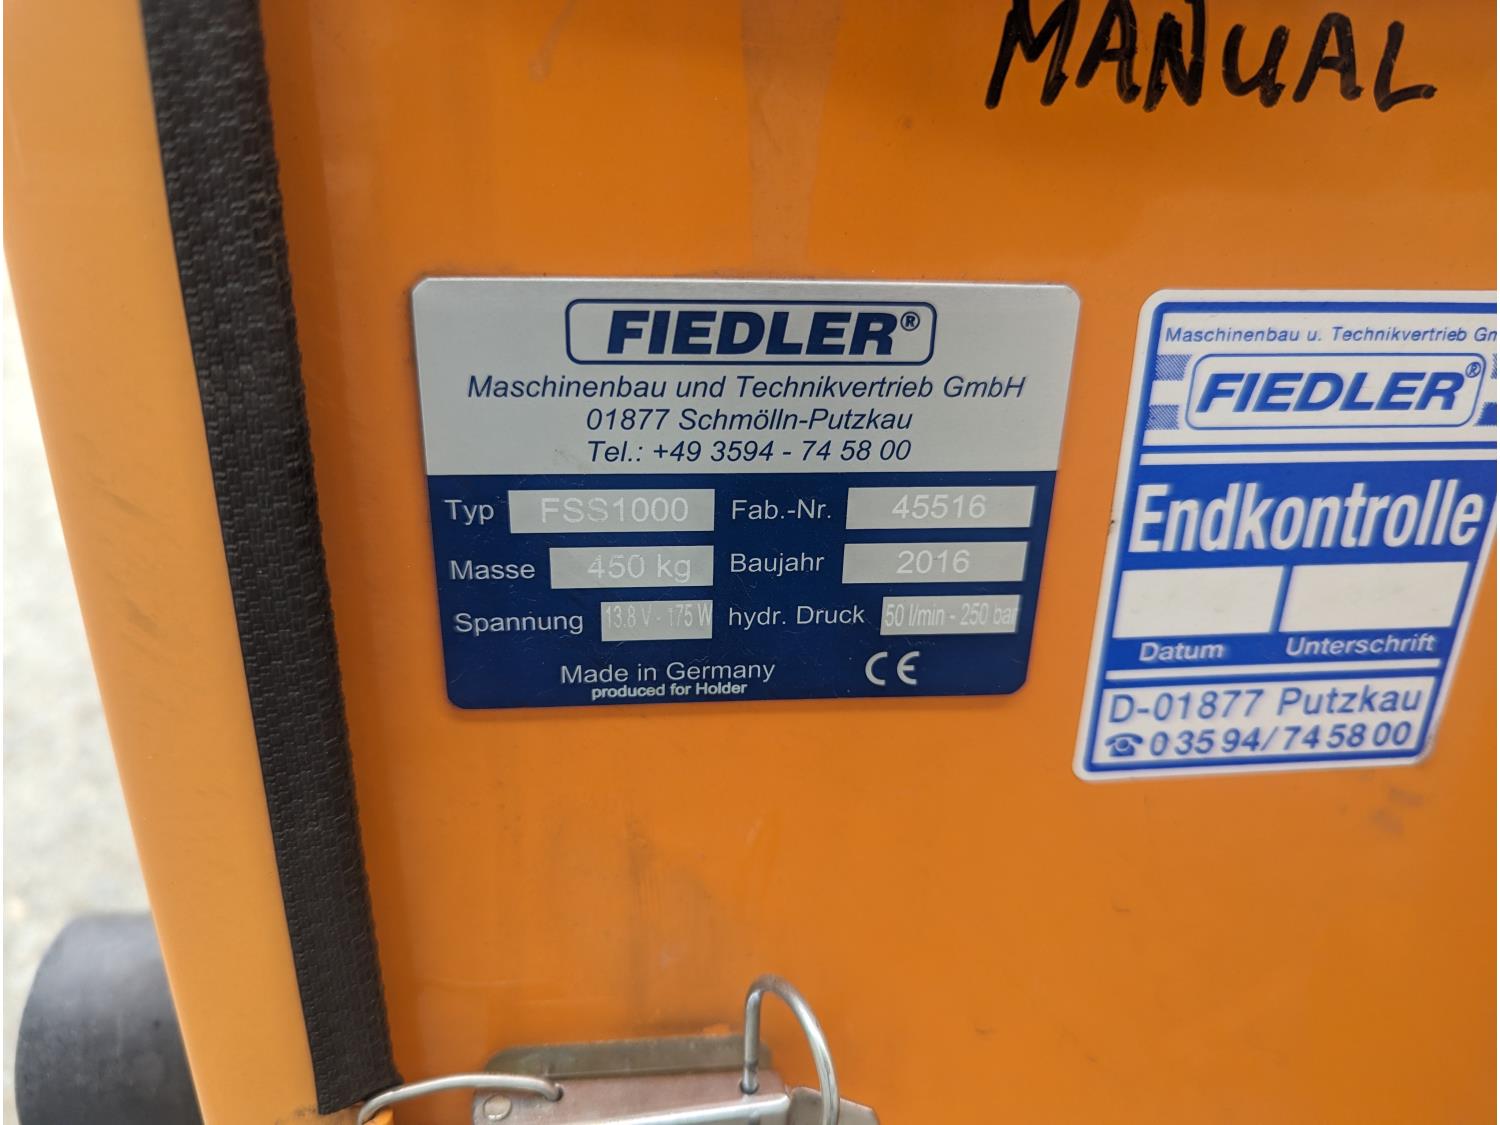 MANUAL
FIEDLER®
Maschinenbau und Technikvertrieb GmbH
01877 Schmölln-Putzkau
Tel.: +49 3594 - 74 58 00
Typ FSS1000 Fab.-Nr. 45516
Masse 450 kg Baujahr 2016
Spannung 13.8 V - 175 W hydr. Druck 50 l/min - 250 bar
Made in Germany CE
produced for Holder
Maschinenbau u. Technikvertrieb Gm
FIEDLER®
Endkontrolle
Datum Unterschrift
D-01877 Putzkau
☎ 03594/745800